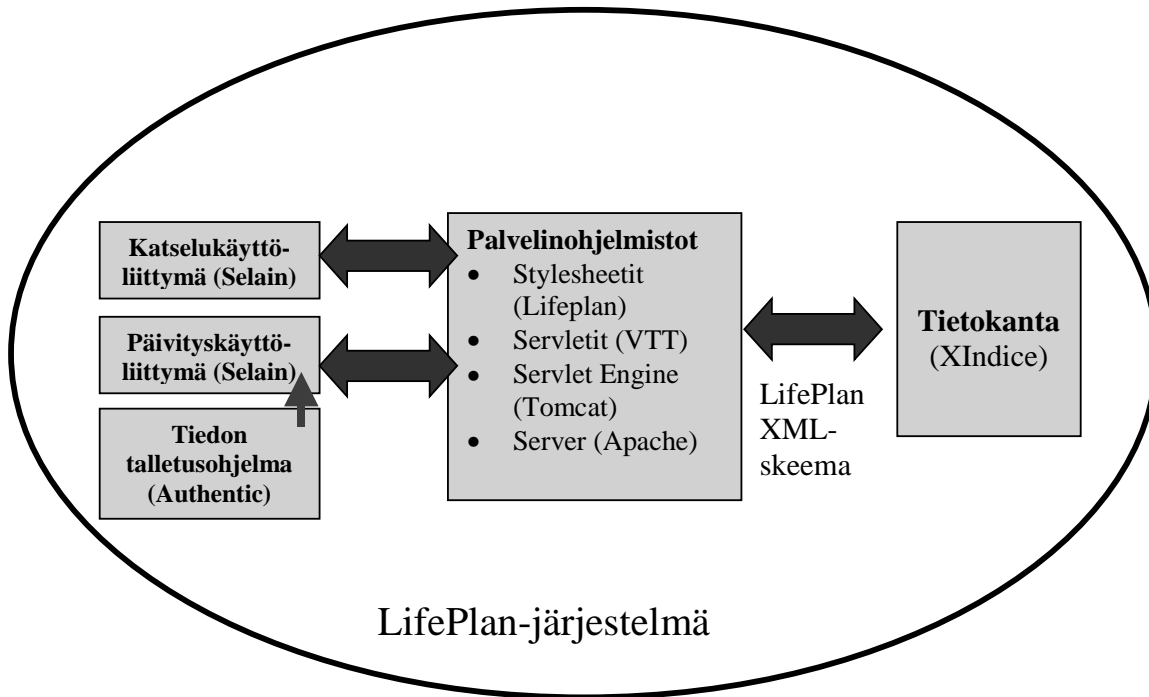 Katselukäyttö-
liittymä (Selain)
Päivityskäyttö-
liittymä (Selain)
Tiedon
talletusohjelma
(Authentic)
Palvelinohjelmistot
• Stylesheetit
(Lifeplan)
• Servletit (VTT)
• Servlet Engine
(Tomcat)
• Server (Apache)
LifePlan
XML-
skeema
Tietokanta
(XIndice)
LifePlan-järjestelmä